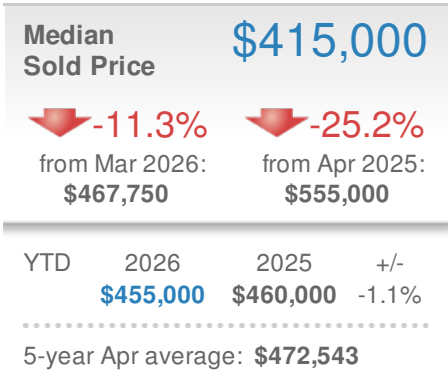 Median $415,000
Sold Price
-11.3% -25.2%
from Mar 2026: from Apr 2025:
$467,750 $555,000
YTD 2026 2025 +/-
$455,000 $460,000 -1.1%
5-year Apr average: $472,543